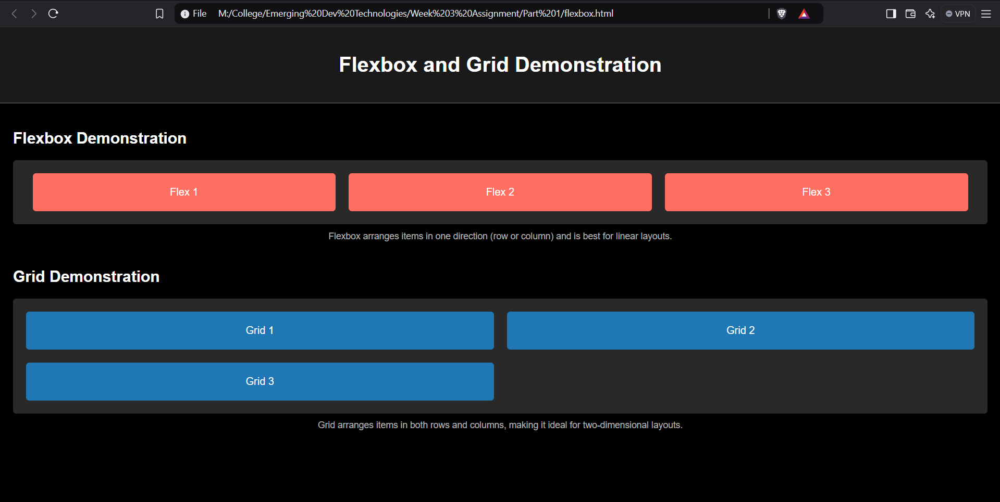 File M:/College/Emerging%20Dev%20Technologies/Week%203%20Assignment/Part%201/flexbox.html VPN
Flexbox and Grid Demonstration
Flexbox Demonstration
Flex 1 Flex 2 Flex 3
Flexbox arranges items in one direction (row or column) and is best for linear layouts.
Grid Demonstration
Grid 1 Grid 2
Grid 3
Grid arranges items in both rows and columns, making it ideal for two-dimensional layouts.